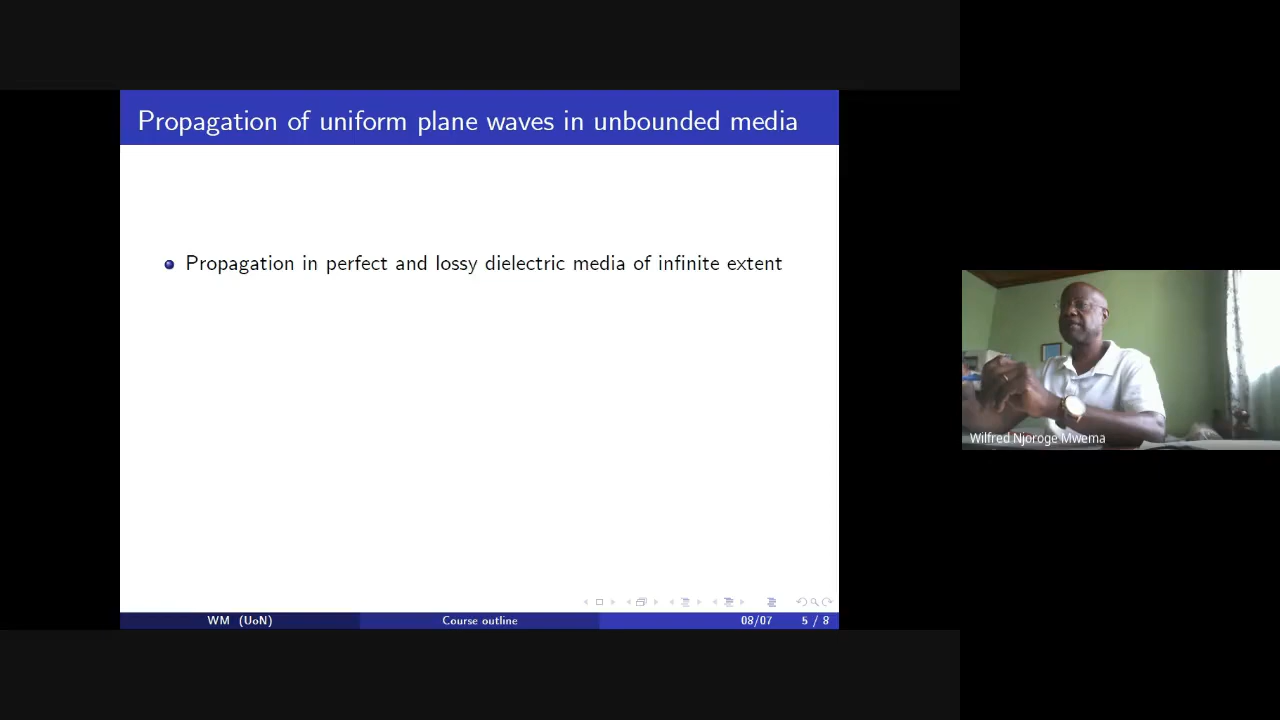 Propagation of uniform plane waves in unbounded media
Propagation in perfect and lossy dielectric media of infinite extent
WM (UoN)
Course outline
08/07
5 / 8
Wilfred Njoroge Mwema